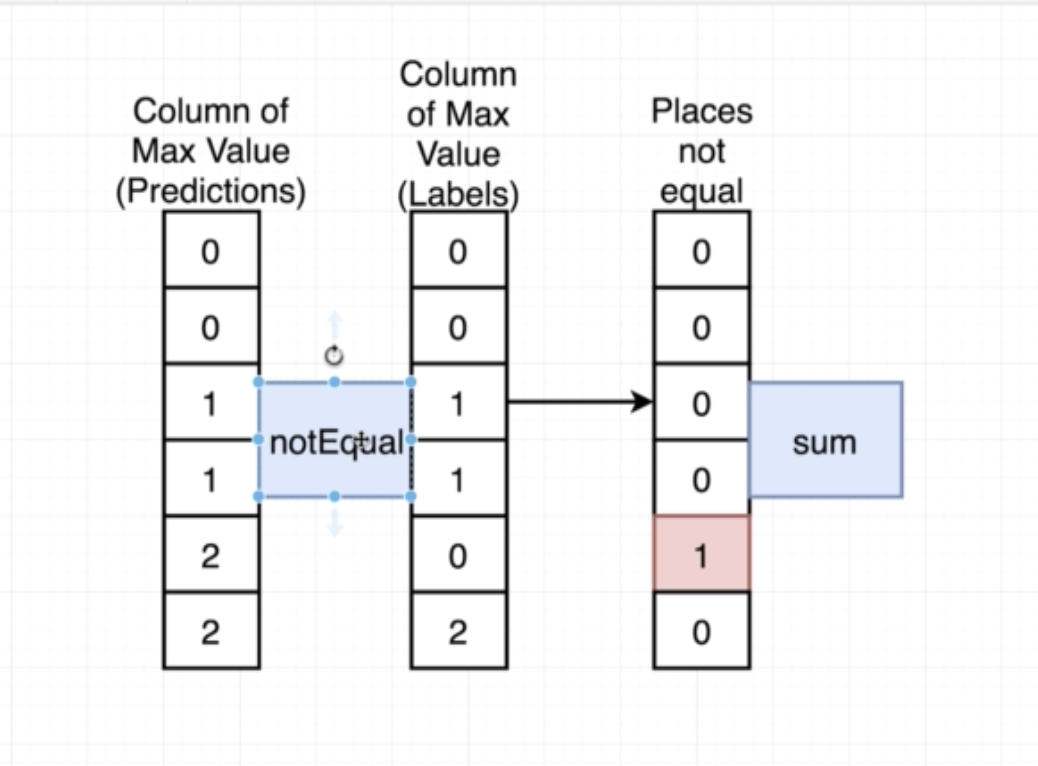 Column of
Max Value
(Predictions)
0
0
1
1
2
2
notEqual
Column
of Max
Value
(Labels)
0
0
1
1
0
2
Places
not
equal
0
0
0
0
1
0
sum